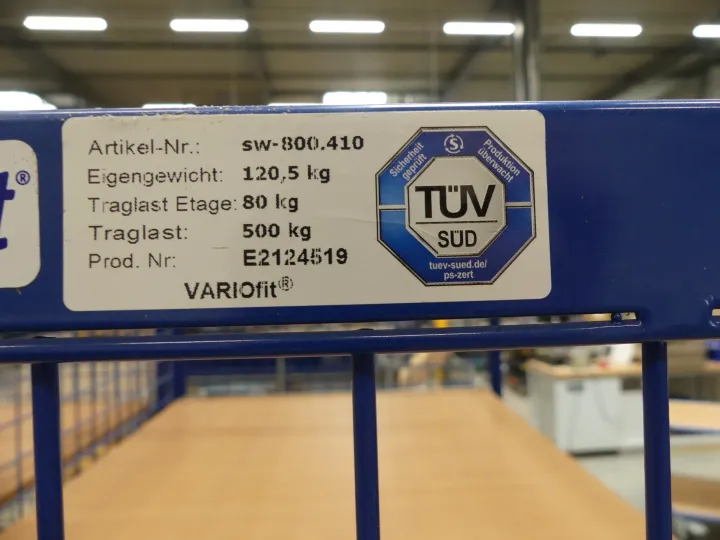 t®
Artikel-Nr.: sw-800.410
Eigengewicht: 120,5 kg
Traglast Etage: 80 kg
Traglast: 500 kg
Prod. Nr: E2124519
VARIOfit®
Sicherheit
geprüft
S
Produktion
überwacht
TÜV
SÜD
tuev-sued.de/
ps-zert